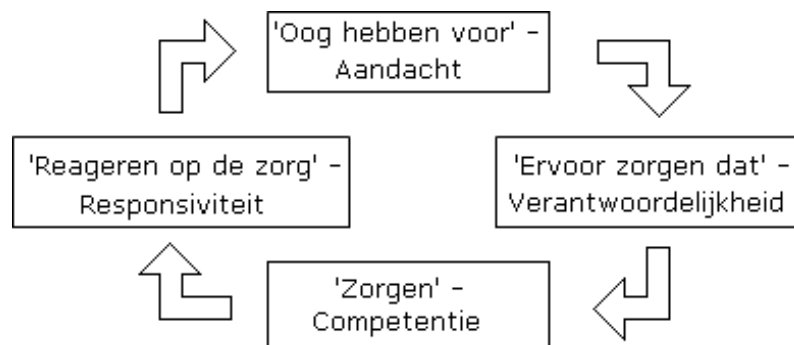 'Oog hebben voor' –
Aandacht
'Ervoor zorgen dat' –
Verantwoordelijkheid
'Zorgen' –
Competentie
'Reageren op de zorg' –
Responsiviteit